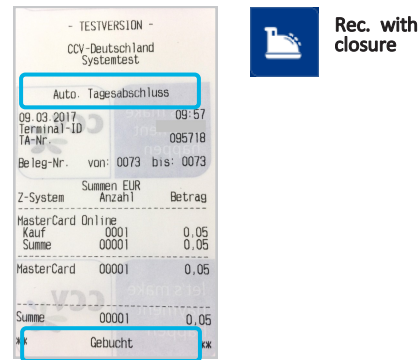 - TESTVERSION -
CCV-Deutschland
Systemtest
Auto. Tagesabschluss
09.03.2017 09:57
Terminal-ID
TA-Nr. 095718
Beleg-Nr. von: 0073 bis: 0073
Summen EUR
Z-System Anzahl Betrag
MasterCard Online
Kauf 0001 0,05
Summe 00001 0,05
MasterCard 00001 0,05
Summe 00001 0,05
** Gebucht **
Rec. with
closure